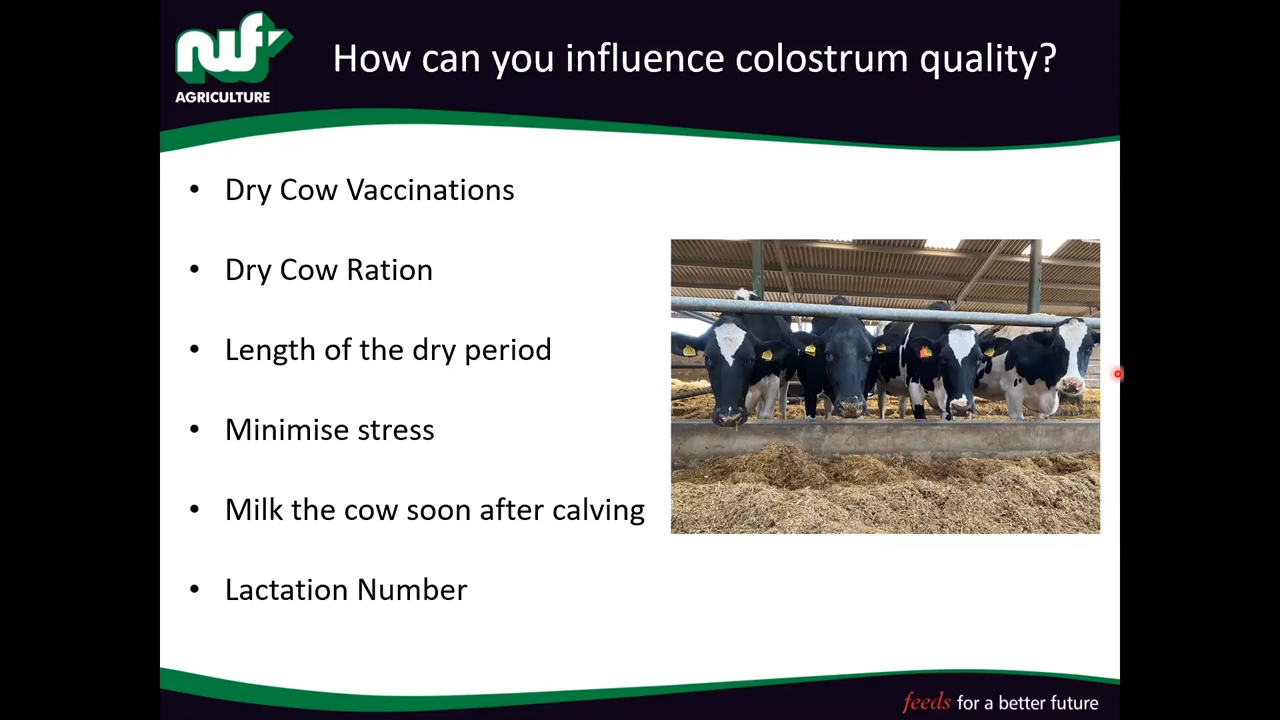 nwf
AGRICULTURE
How can you influence colostrum quality?
• Dry Cow Vaccinations
• Dry Cow Ration
• Length of the dry period
• Minimise stress
• Milk the cow soon after calving
• Lactation Number
feeds for a better future